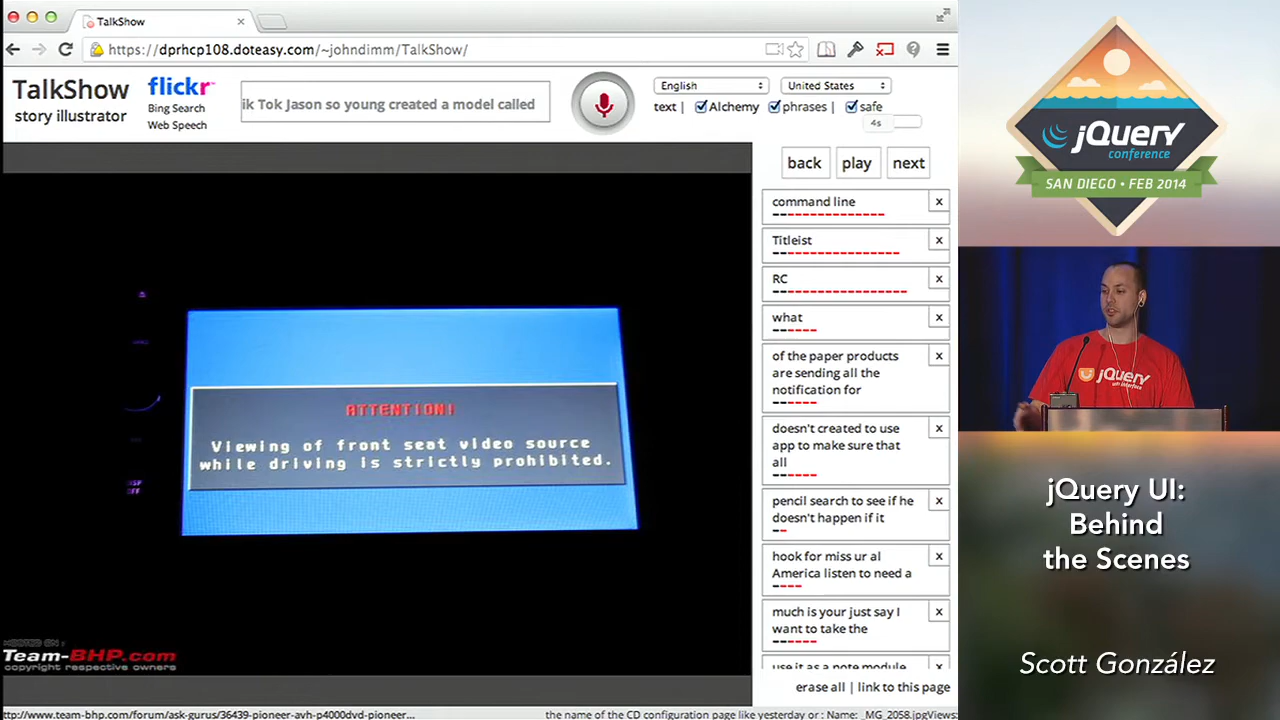 TalkShow
https://dprhcp108.doteasy.com/~johndimm/TalkShow/
TalkShow
story illustrator
flickr
Bing Search
Web Speech
ik Tok Jason so young created a model called
English
United States
text | Alchemy phrases | safe
4s
back play next
command line x
Titleist x
RC x
what x
of the paper products x
are sending all the
notification for
doesn't created to use x
app to make sure that
all
pencil search to see if he x
doesn't happen if it
hook for miss ur al x
America listen to need a
much is your just say I x
want to take the
use it as a note module x
erase all | link to this page
ATTENTION!
Viewing of front seat video source
while driving is strictly prohibited.
DISP
OFF
HOSTED ON :
Team-BHP.com
copyright respective owners
http://www.team-bhp.com/forum/ask-gurus/36439-pioneer-avh-p4000dvd-pioneer...
the name of the CD configuration page like yesterday or : Name: _MG_2058.jpgViews:
jQuery
conference
SAN DIEGO • FEB 2014
jQuery
user interface
jQuery UI:
Behind
the Scenes
Scott González